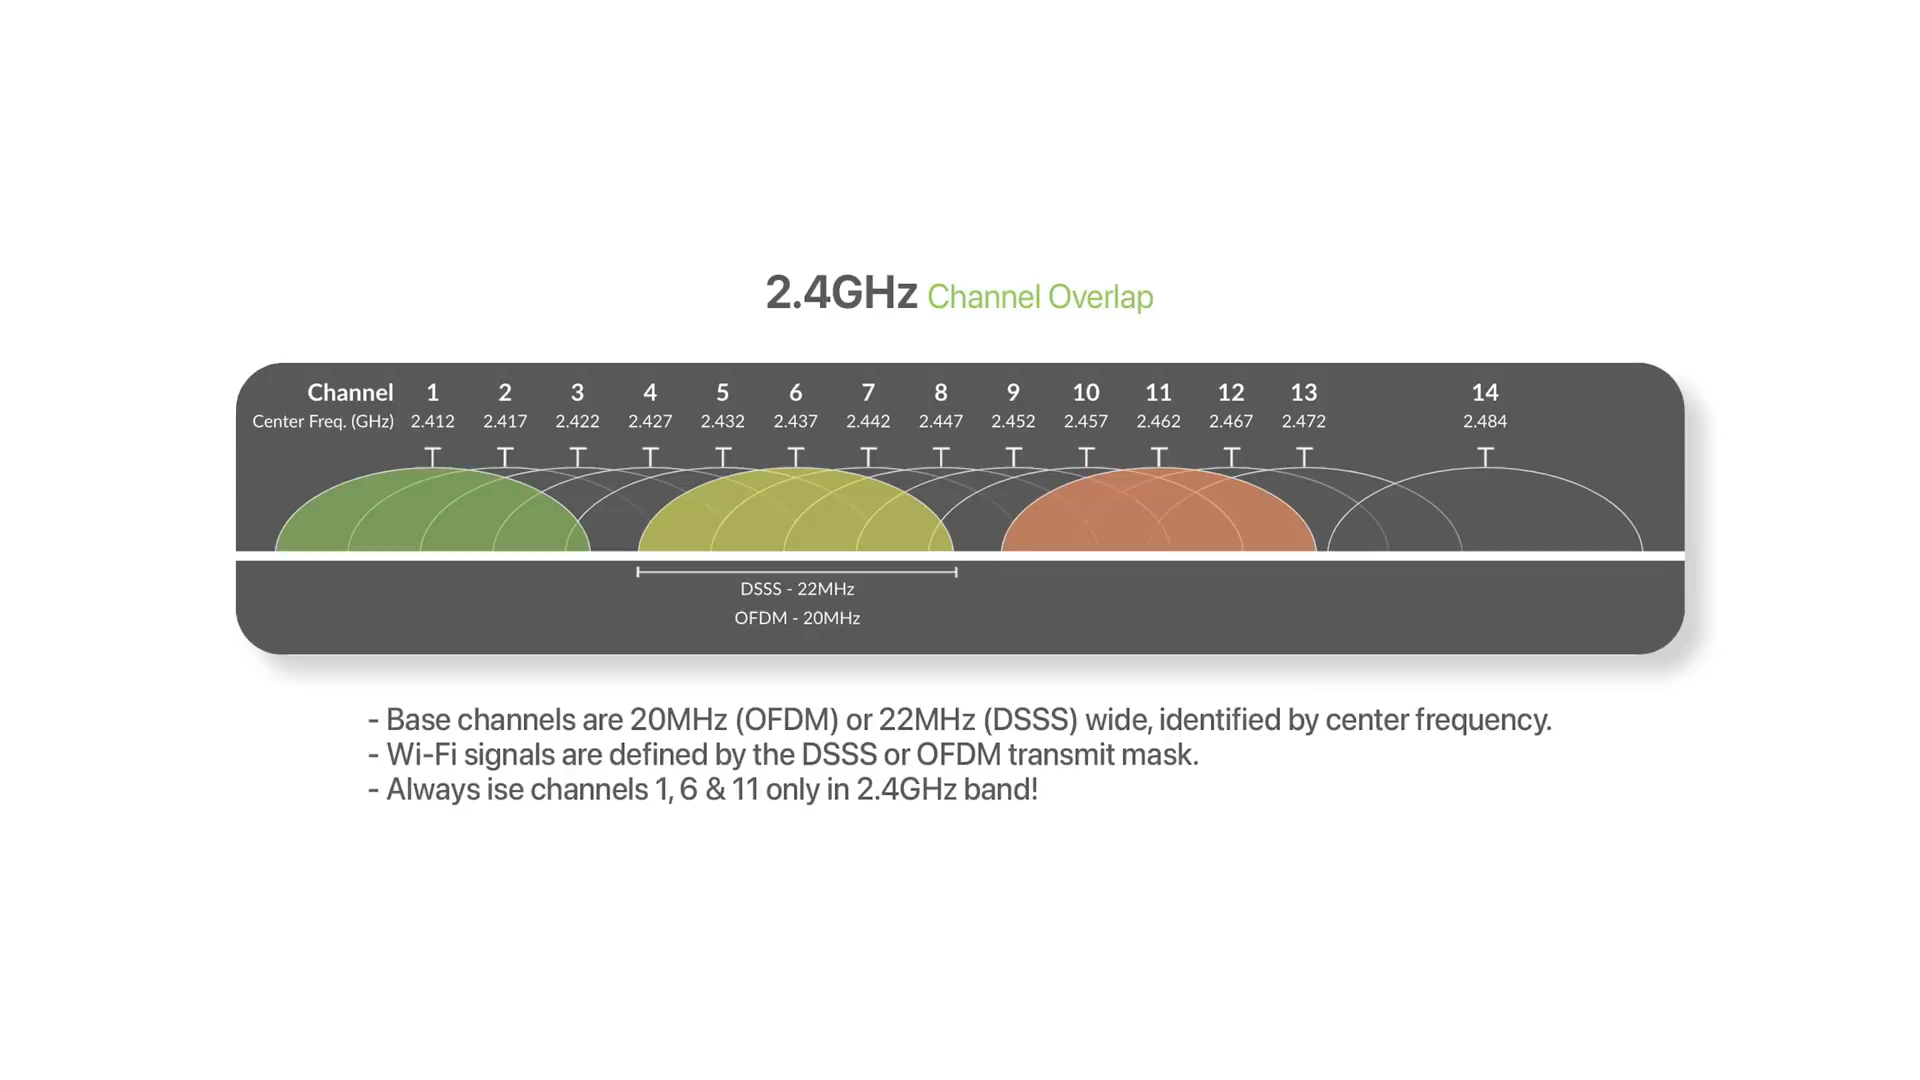 2.4GHz Channel Overlap
Channel 1 2 3 4 5 6 7 8 9 10 11 12 13 14
Center Freq. (GHz) 2.412 2.417 2.422 2.427 2.432 2.437 2.442 2.447 2.452 2.457 2.462 2.467 2.472 2.484
DSSS - 22MHz
OFDM - 20MHz
- Base channels are 20MHz (OFDM) or 22MHz (DSSS) wide, identified by center frequency.
- Wi-Fi signals are defined by the DSSS or OFDM transmit mask.
- Always ise channels 1, 6 & 11 only in 2.4GHz band!